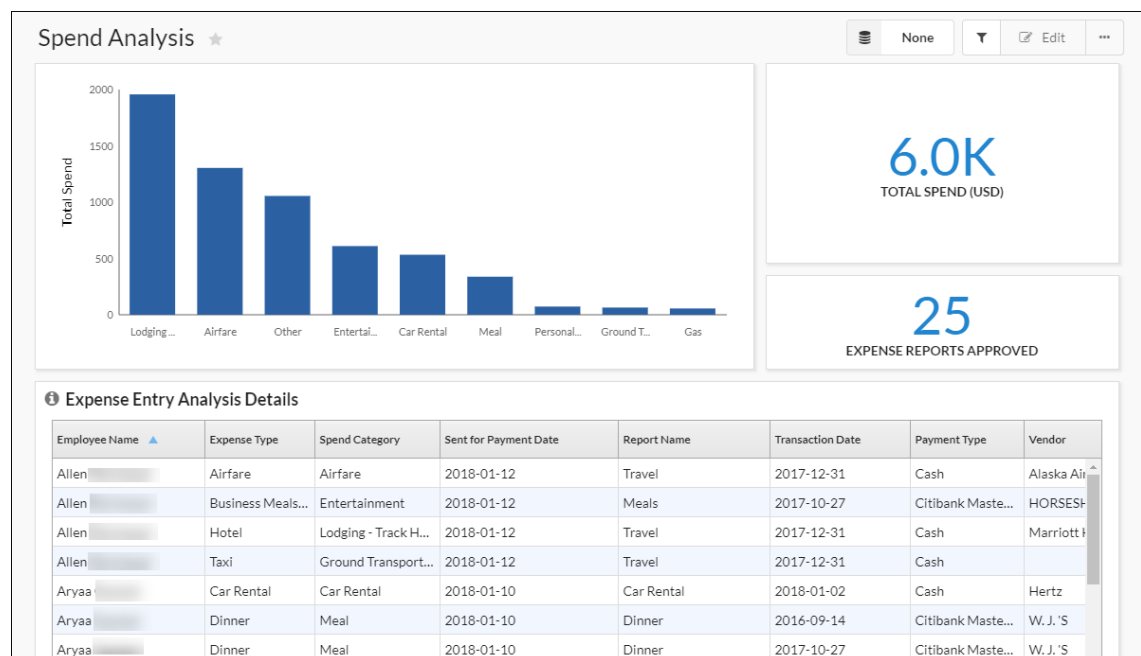 Spend Analysis
None
Edit
2000
1500
1000
500
0
Total Spend
Lodging ...
Airfare
Other
Entertai...
Car Rental
Meal
Personal...
Ground T...
Gas
6.0K
TOTAL SPEND (USD)
25
EXPENSE REPORTS APPROVED
Expense Entry Analysis Details
Employee Name Expense Type Spend Category Sent for Payment Date Report Name Transaction Date Payment Type Vendor
Allen Airfare Airfare 2018-01-12 Travel 2017-12-31 Cash Alaska Air
Allen Business Meals... Entertainment 2018-01-12 Meals 2017-10-27 Citibank Maste... HORSESH
Allen Hotel Lodging - Track H... 2018-01-12 Travel 2017-12-31 Cash Marriott H
Allen Taxi Ground Transport... 2018-01-12 Travel 2017-12-31 Cash
Aryaa Car Rental Car Rental 2018-01-10 Car Rental 2018-01-02 Cash Hertz
Aryaa Dinner Meal 2018-01-10 Dinner 2016-09-14 Citibank Maste... W. J. 'S
Aryaa Dinner Meal 2018-01-10 Dinner 2017-10-27 Citibank Maste... W. J. 'S